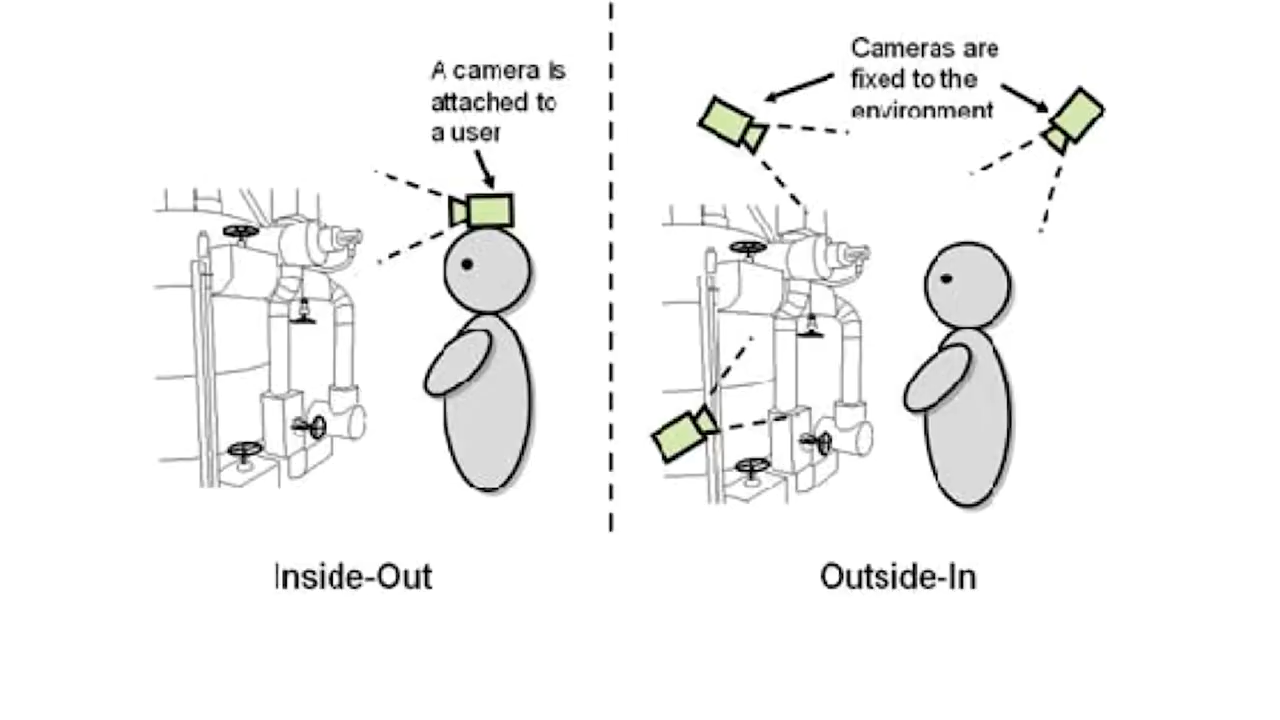 A camera is
attached to
a user
Cameras are
fixed to the
environment
Inside-Out
Outside-In